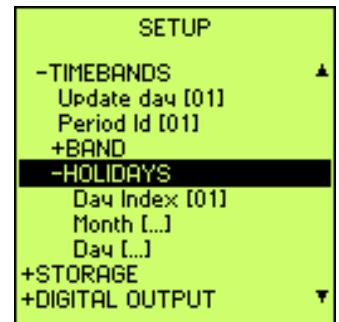 SETUP
-TIMEBANDS
Update day [01]
Period Id [01]
+BAND
-HOLIDAYS
Day Index [01]
Month [...]
Day [...]
+STORAGE
+DIGITAL OUTPUT